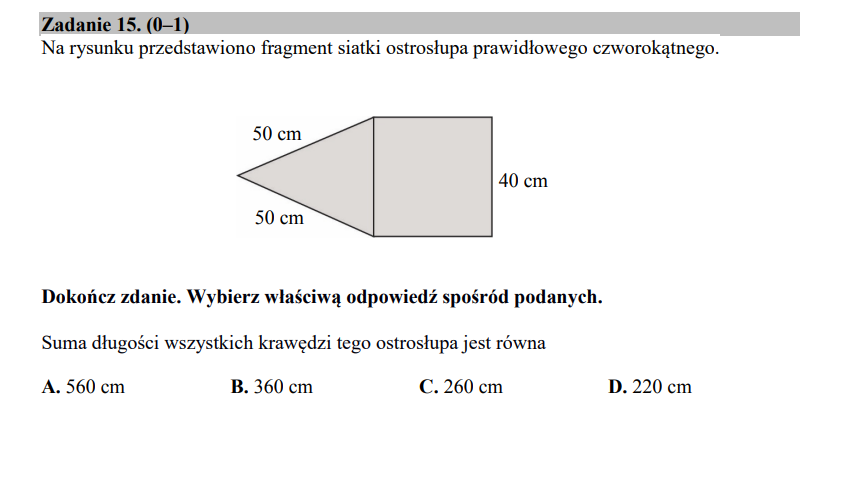 Zadanie 15. (0–1)
Na rysunku przedstawiono fragment siatki ostrosłupa prawidłowego czworokątnego.
50 cm
40 cm
50 cm
Dokończ zdanie. Wybierz właściwą odpowiedź spośród podanych.
Suma długości wszystkich krawędzi tego ostrosłupa jest równa
A. 560 cm B. 360 cm C. 260 cm D. 220 cm